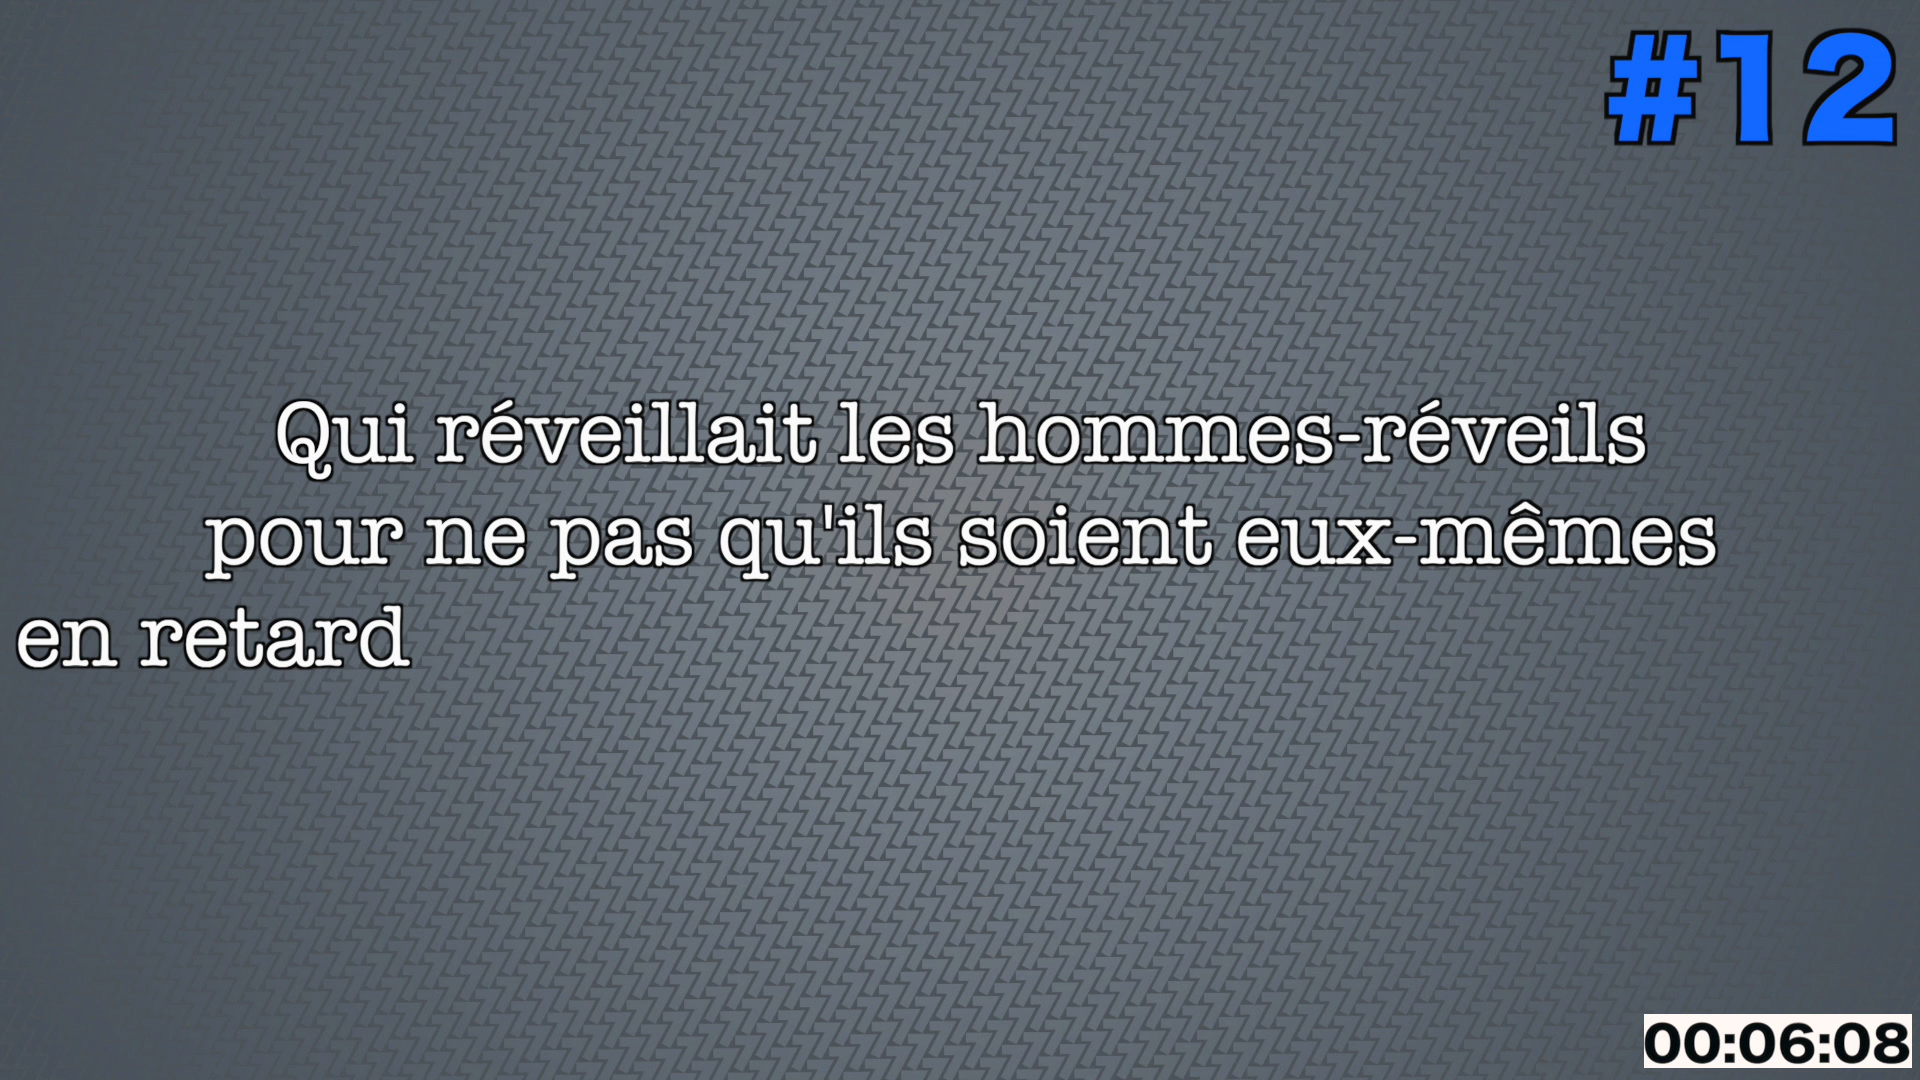 #12
Qui réveillait les hommes-réveils
pour ne pas qu'ils soient eux-mêmes
en retard
00:06:08